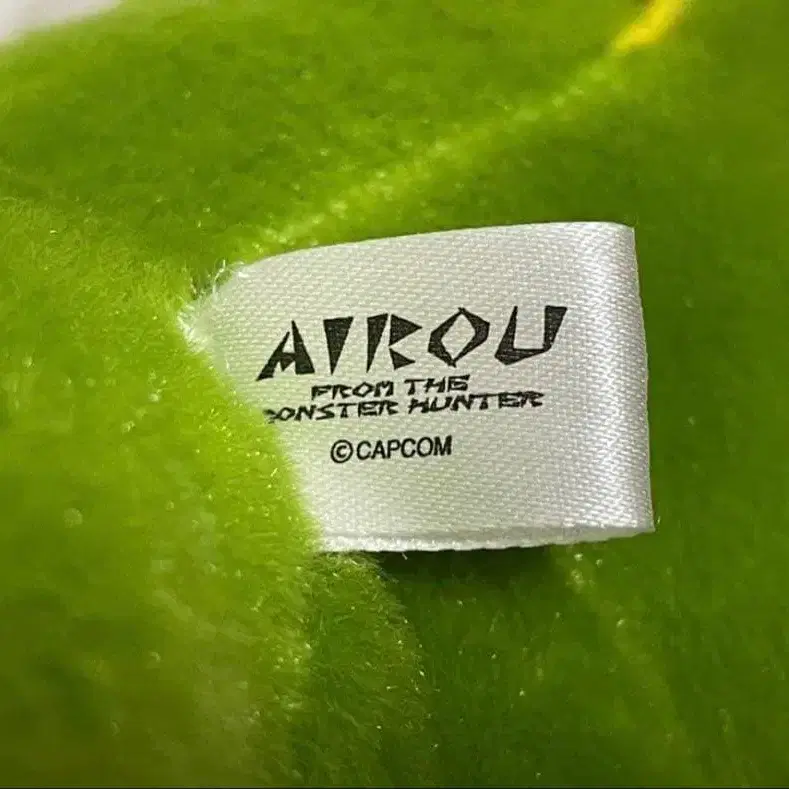 AIROU
FROM THE
MONSTER HUNTER
©CAPCOM